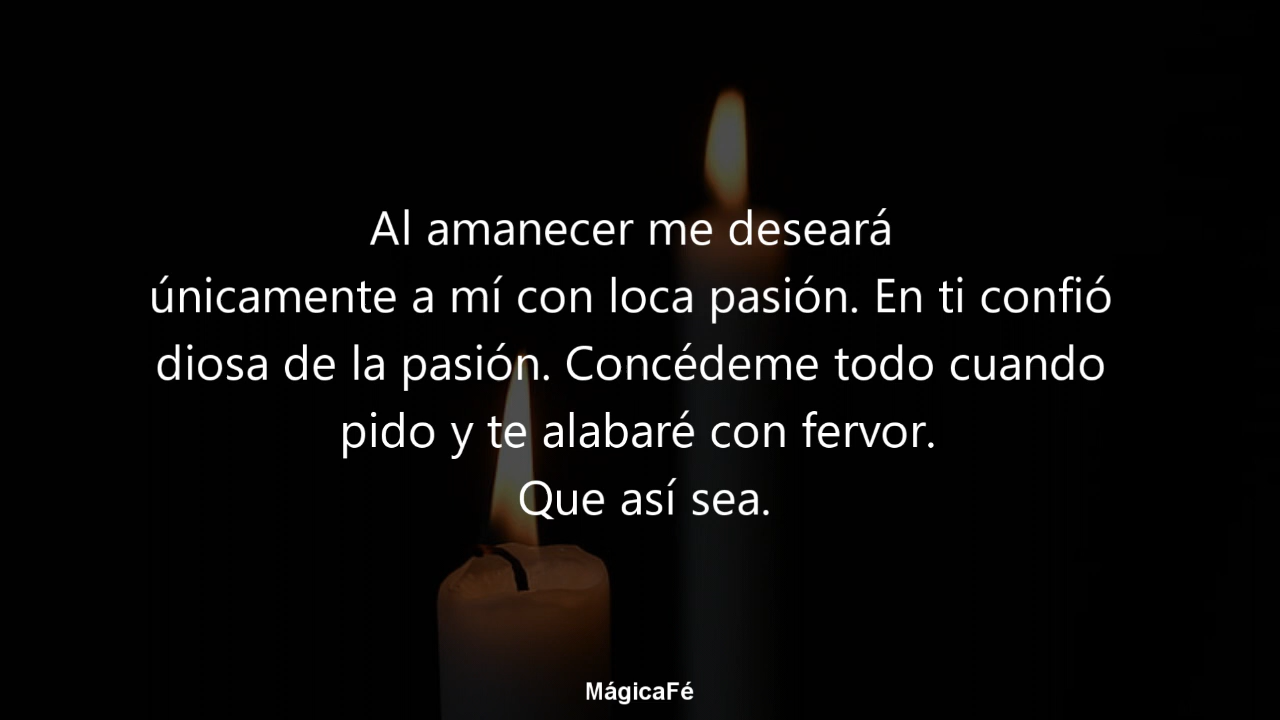 Al amanecer me deseará
únicamente a mí con loca pasión. En ti confió
diosa de la pasión. Concédeme todo cuando
pido y te alabaré con fervor.
Que así sea.
MágicaFé